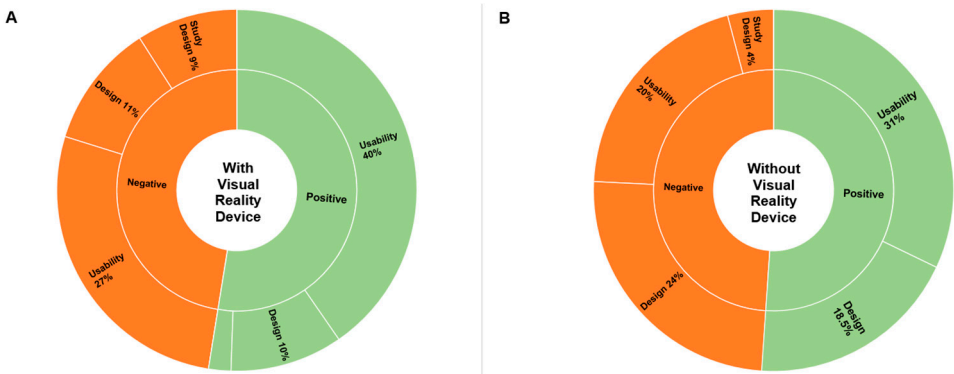 A
With
Visual
Reality
Device
Positive
Negative
Usability
40%
Design 10%
Usability
27%
Design 11%
Study
Design 9%
B
Without
Visual
Reality
Device
Positive
Negative
Usability
31%
Design
18.5%
Design 24%
Usability
20%
Study
Design 4%